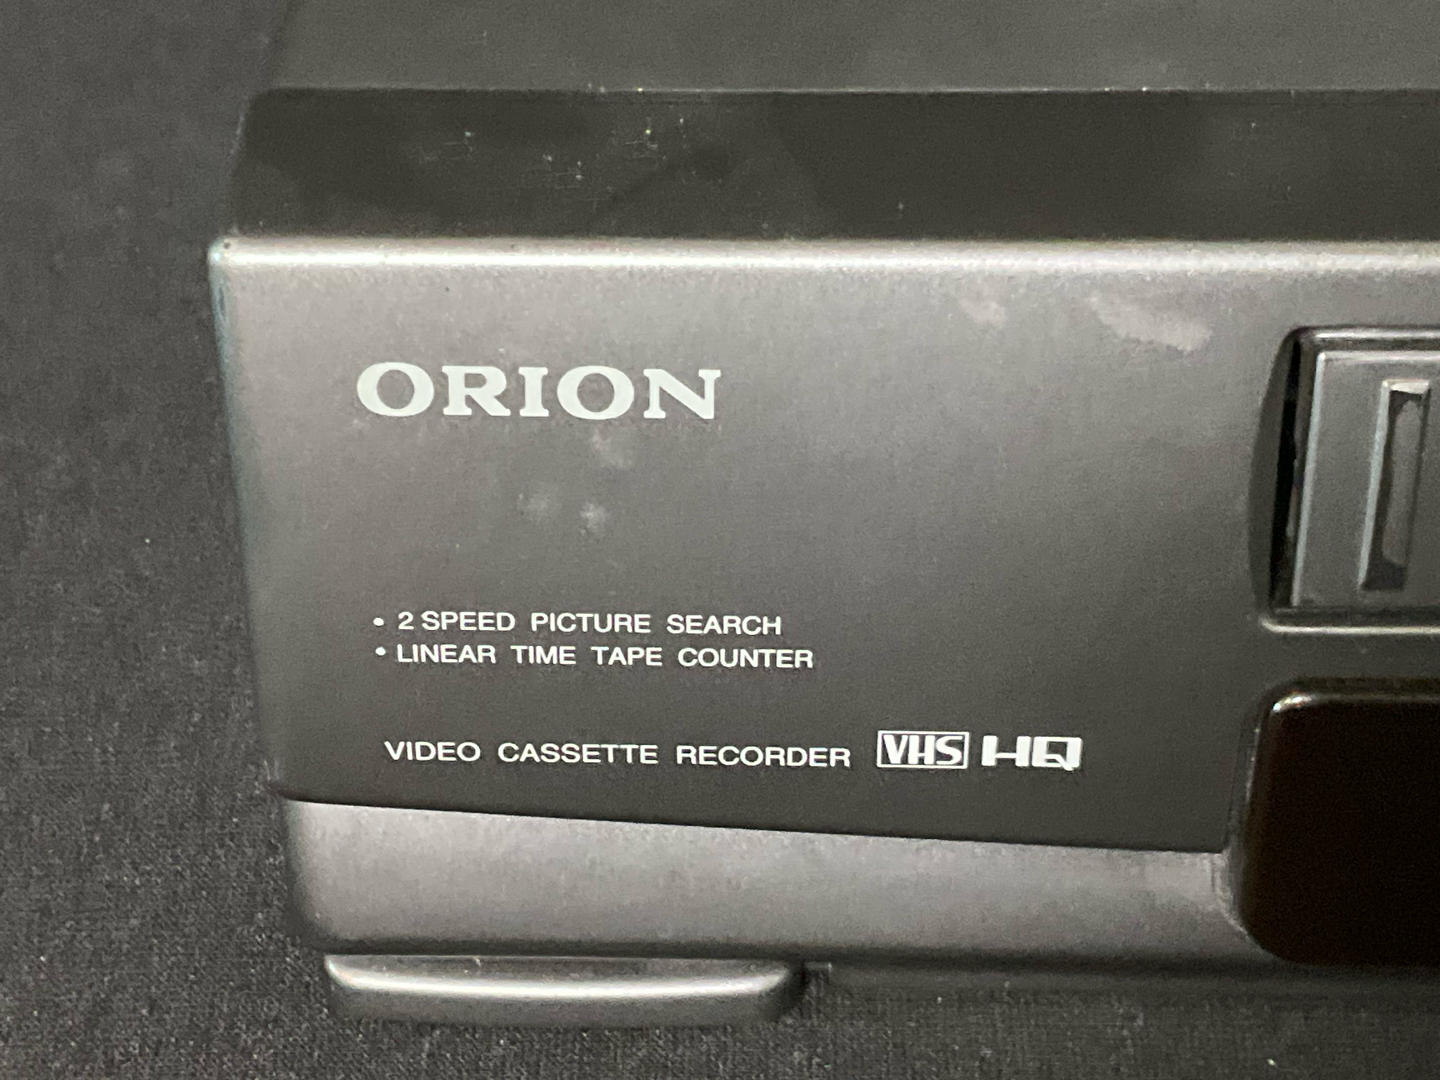 ORION
• 2 SPEED PICTURE SEARCH
• LINEAR TIME TAPE COUNTER
VIDEO CASSETTE RECORDER VHS HQ